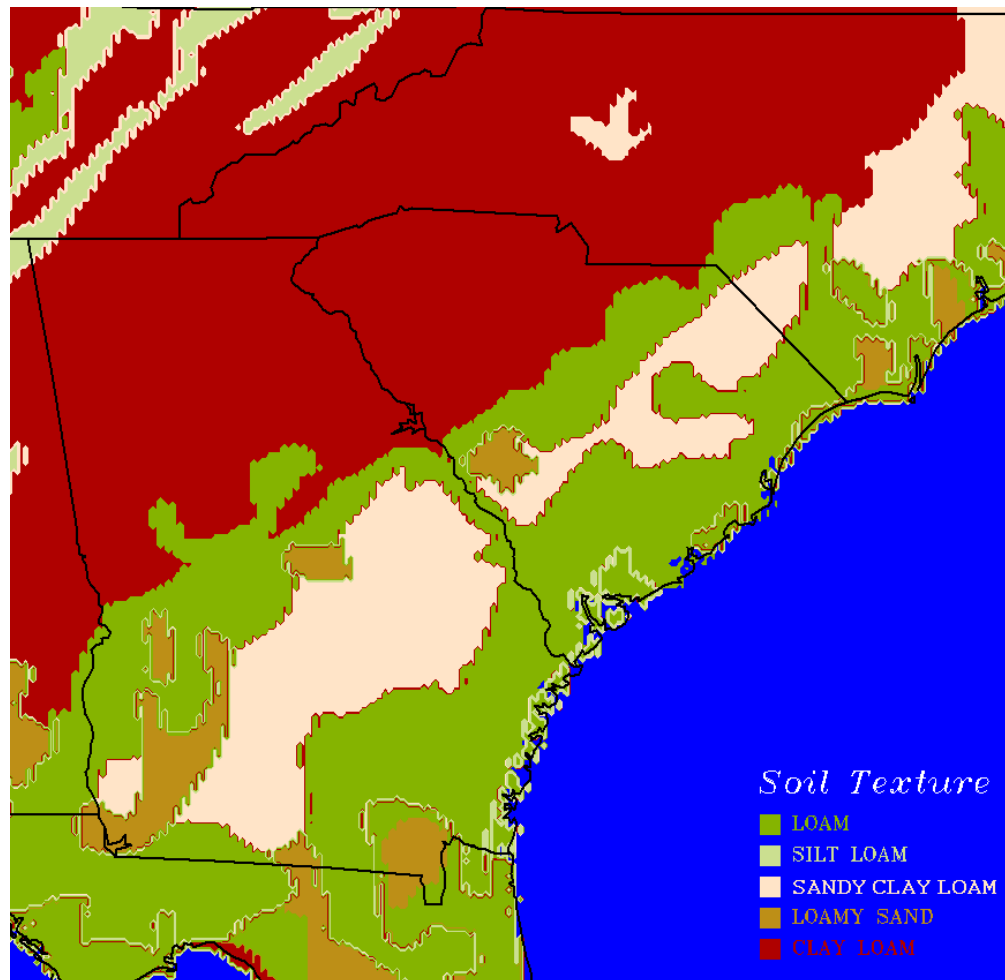 Soil Texture
LOAM
SILT LOAM
SANDY CLAY LOAM
LOAMY SAND
CLAY LOAM